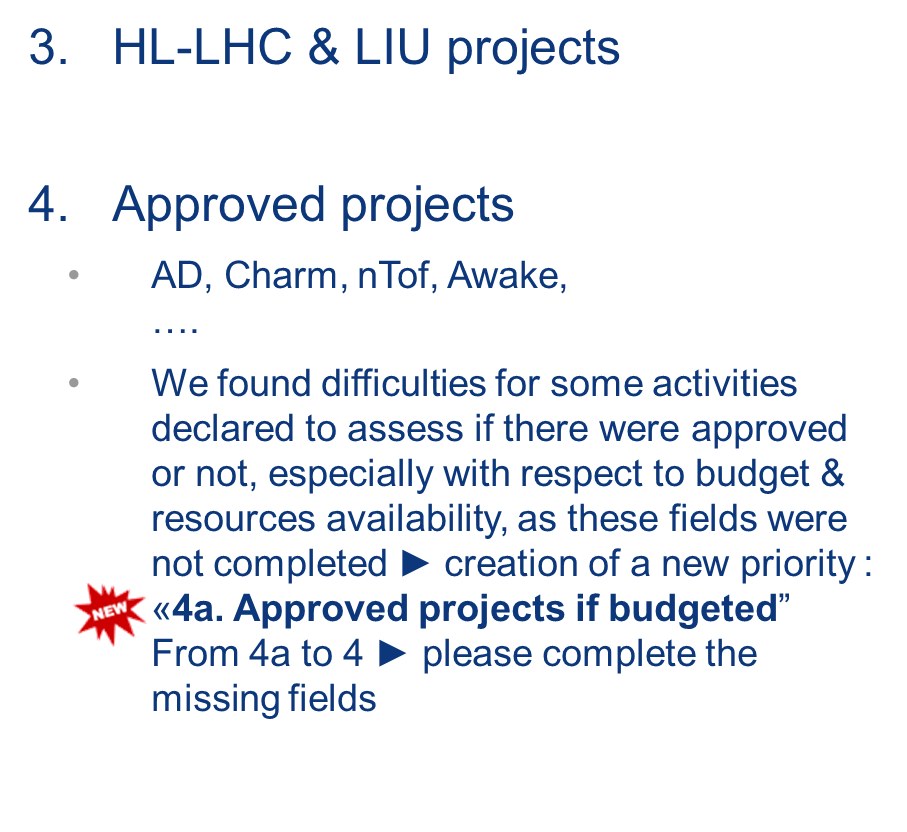 3. HL-LHC & LIU projects
4. Approved projects
• AD, Charm, nTof, Awake,
….
• We found difficulties for some activities
declared to assess if there were approved
or not, especially with respect to budget &
resources availability, as these fields were
not completed ► creation of a new priority :
NEW «4a. Approved projects if budgeted”
From 4a to 4 ► please complete the
missing fields